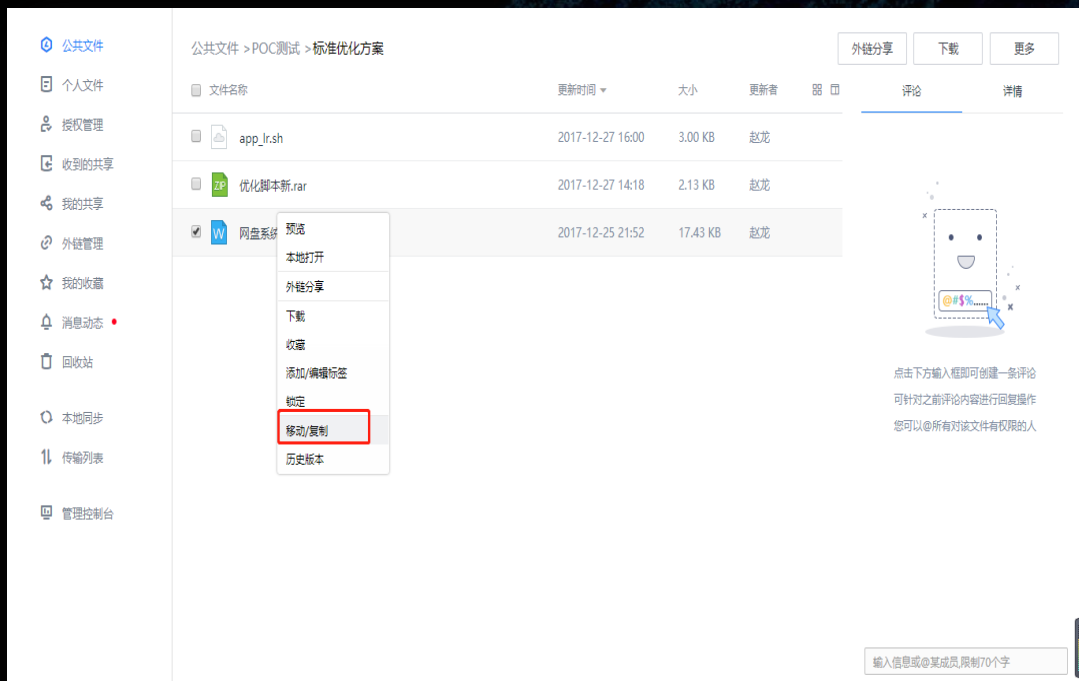 公共文件
个人文件
授权管理
收到的共享
我的共享
外链管理
我的收藏
消息动态
回收站
本地同步
传输列表
管理控制台
公共文件 >POC测试 >标准优化方案
外链分享 下载 更多
文件名称 更新时间 大小 更新者
评论 详情
app_lr.sh 2017-12-27 16:00 3.00 KB 赵龙
ZIP 优化脚本新.rar 2017-12-27 14:18 2.13 KB 赵龙
W 网盘系统 2017-12-25 21:52 17.43 KB 赵龙
预览
本地打开
外链分享
下载
收藏
添加/编辑标签
锁定
移动/复制
历史版本
@#$%......
点击下方输入框即可创建一条评论
可针对之前评论内容进行回复操作
您可以@所有对该文件有权限的人
输入信息或@某成员,限制70个字